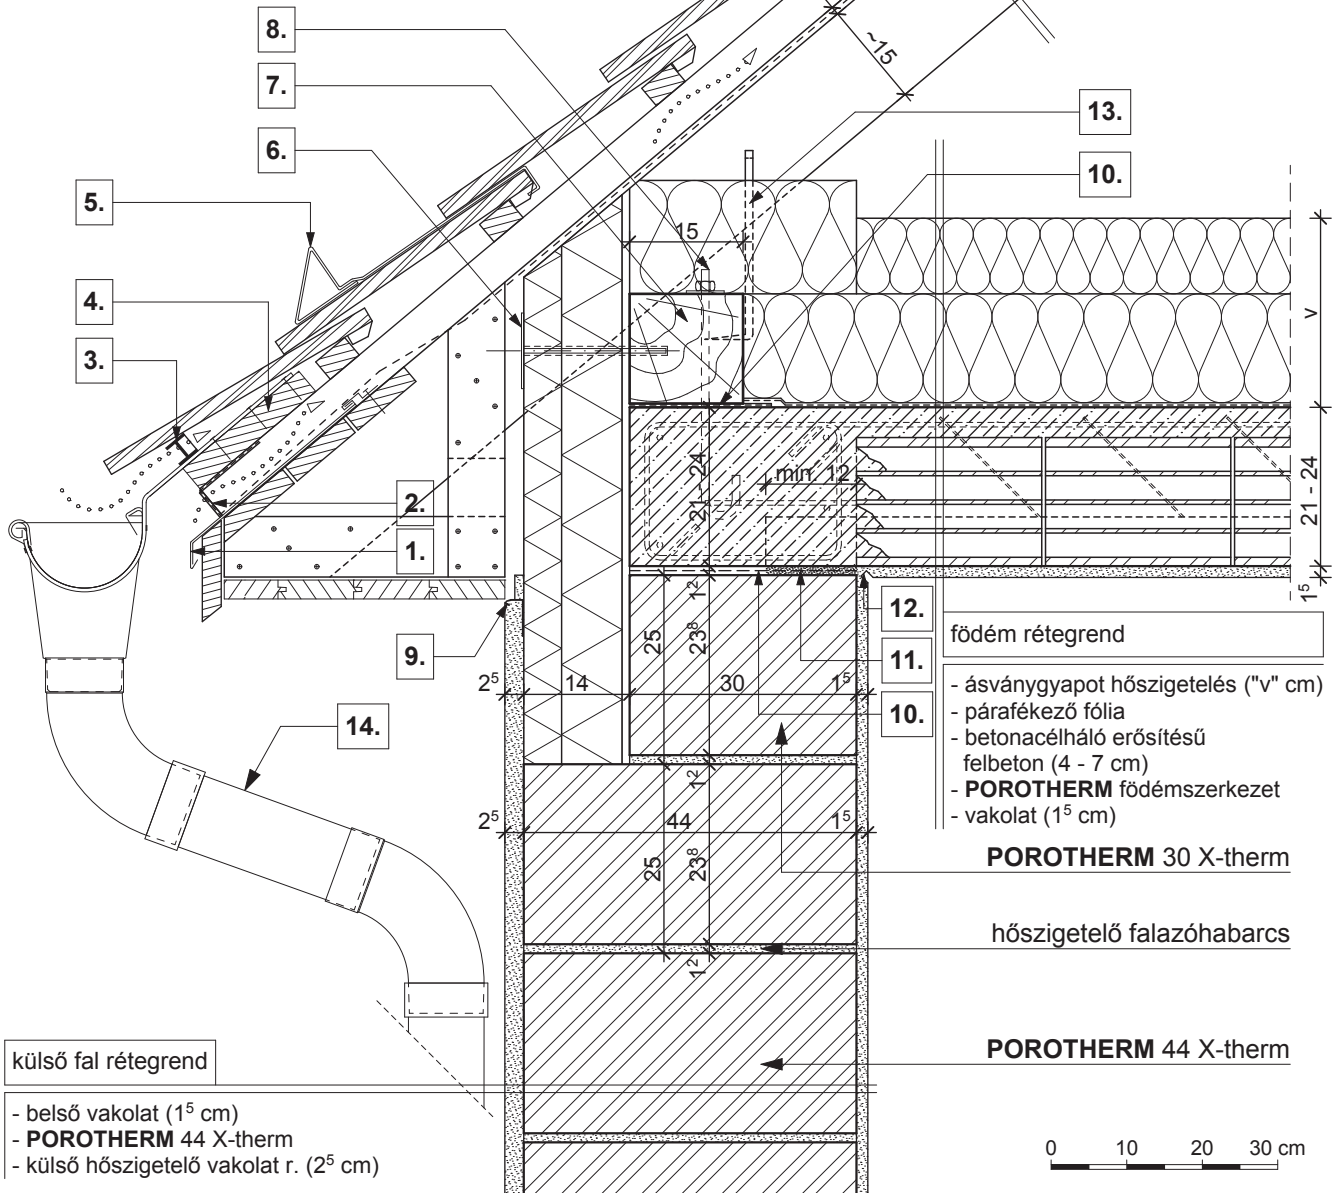 8.
7.
6.
5.
4.
3.
~15
13.
10.
15
v
21 - 24
min. 12
21 - 24
2.
1.
1⁵
1²
12.
9.
25
23⁸
11.
födém rétegrend
2⁵
14
30
1⁵
10.
14.
- ásványgyapot hőszigetelés ("v" cm)
- párafékező fólia
- betonacélháló erősítésű
felbeton (4 - 7 cm)
- POROTHERM födémszerkezet
- vakolat (1⁵ cm)
1²
2⁵
44
1⁵
25
23⁸
POROTHERM 30 X-therm
hőszigetelő falazóhabarcs
1²
POROTHERM 44 X-therm
külső fal rétegrend
- belső vakolat (1⁵ cm)
- POROTHERM 44 X-therm
- külső hőszigetelő vakolat r. (2⁵ cm)
0 10 20 30 cm